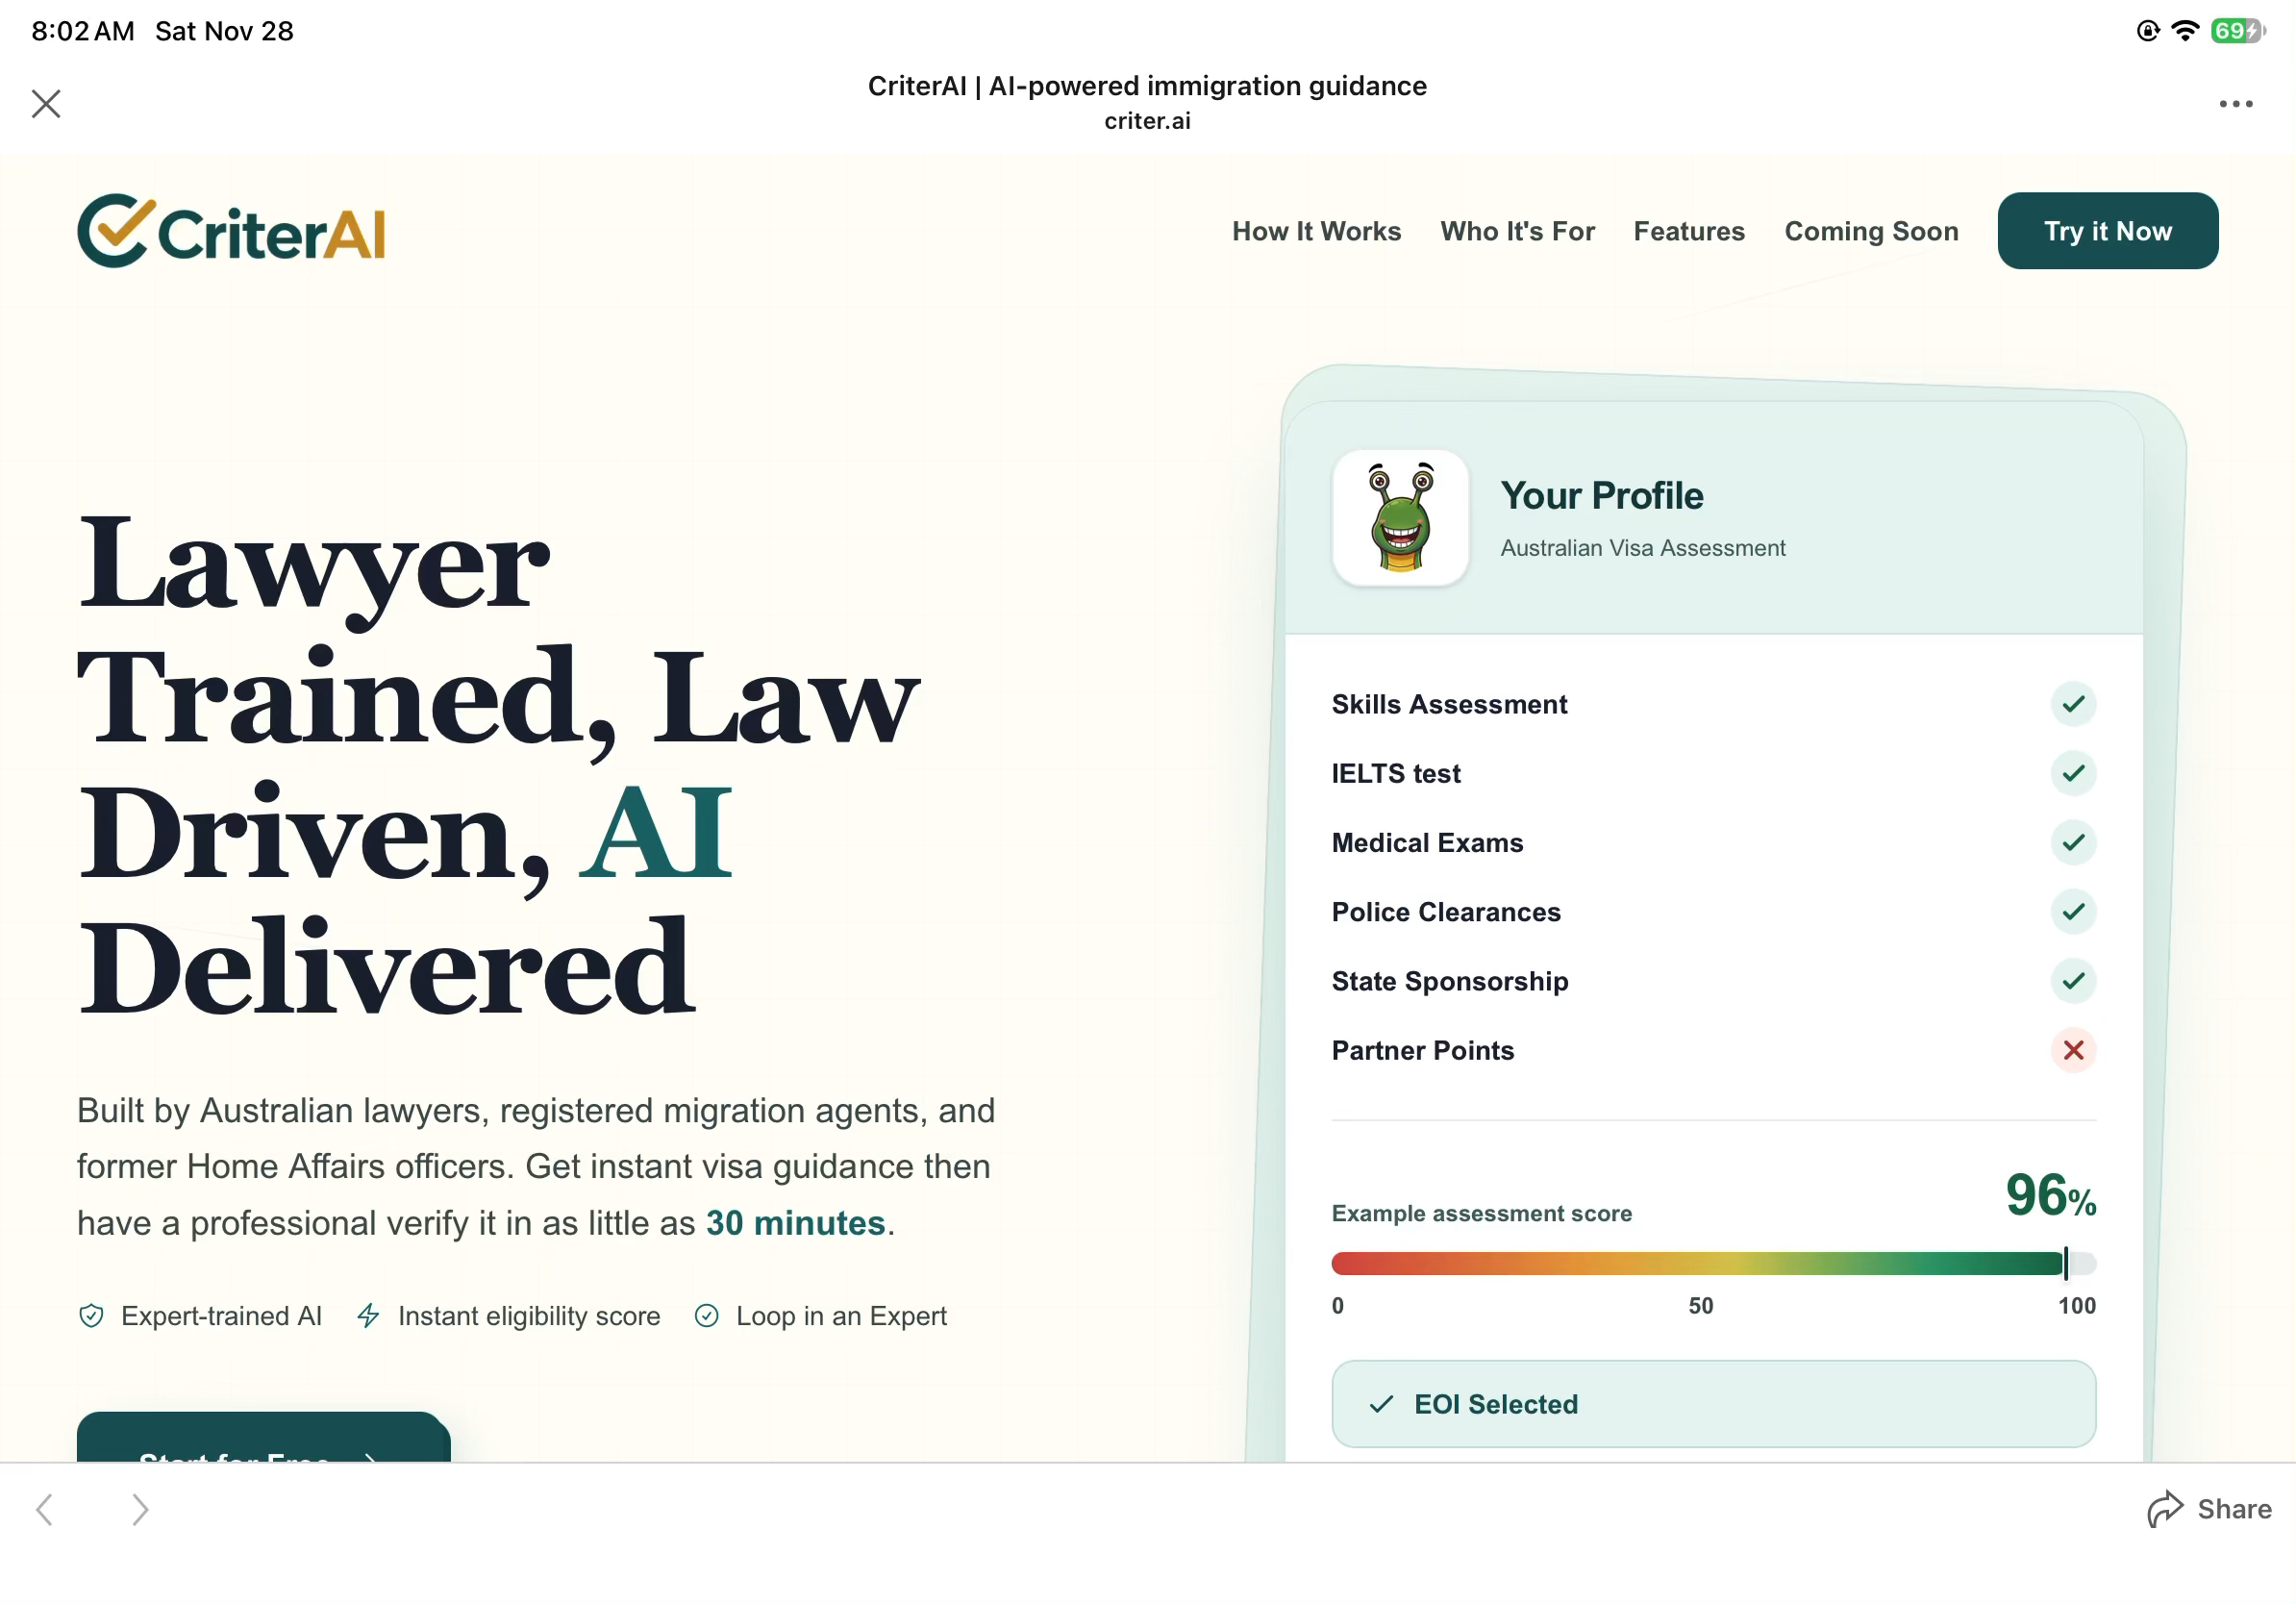 8:02 AM Sat Nov 28
69
CriterAI | AI-powered immigration guidance
criter.ai
CriterAI
How It Works
Who It's For
Features
Coming Soon
Try it Now
Lawyer
Trained, Law
Driven, AI
Delivered
Built by Australian lawyers, registered migration agents, and
former Home Affairs officers. Get instant visa guidance then
have a professional verify it in as little as 30 minutes.
Expert-trained AI
Instant eligibility score
Loop in an Expert
Start for Free
Your Profile
Australian Visa Assessment
Skills Assessment
IELTS test
Medical Exams
Police Clearances
State Sponsorship
Partner Points
Example assessment score
96%
0 50 100
EOI Selected
Share